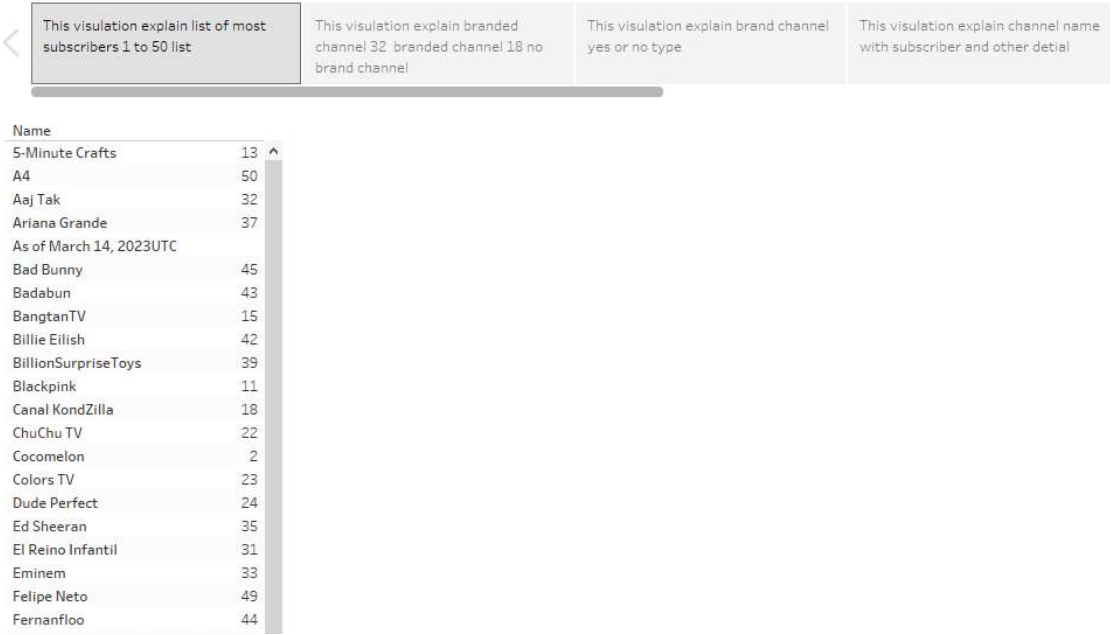 This visulation explain list of most
subscribers 1 to 50 list
This visulation explain branded
channel 32 branded channel 18 no
brand channel
This visulation explain brand channel
yes or no type
This visulation explain channel name
with subscriber and other detial
Name
5-Minute Crafts 13
A4 50
Aaj Tak 32
Ariana Grande 37
As of March 14, 2023UTC
Bad Bunny 45
Badabun 43
BangtanTV 15
Billie Eilish 42
BillionSurpriseToys 39
Blackpink 11
Canal KondZilla 18
ChuChu TV 22
Cocomelon 2
Colors TV 23
Dude Perfect 24
Ed Sheeran 35
El Reino Infantil 31
Eminem 33
Felipe Neto 49
Fernanfloo 44